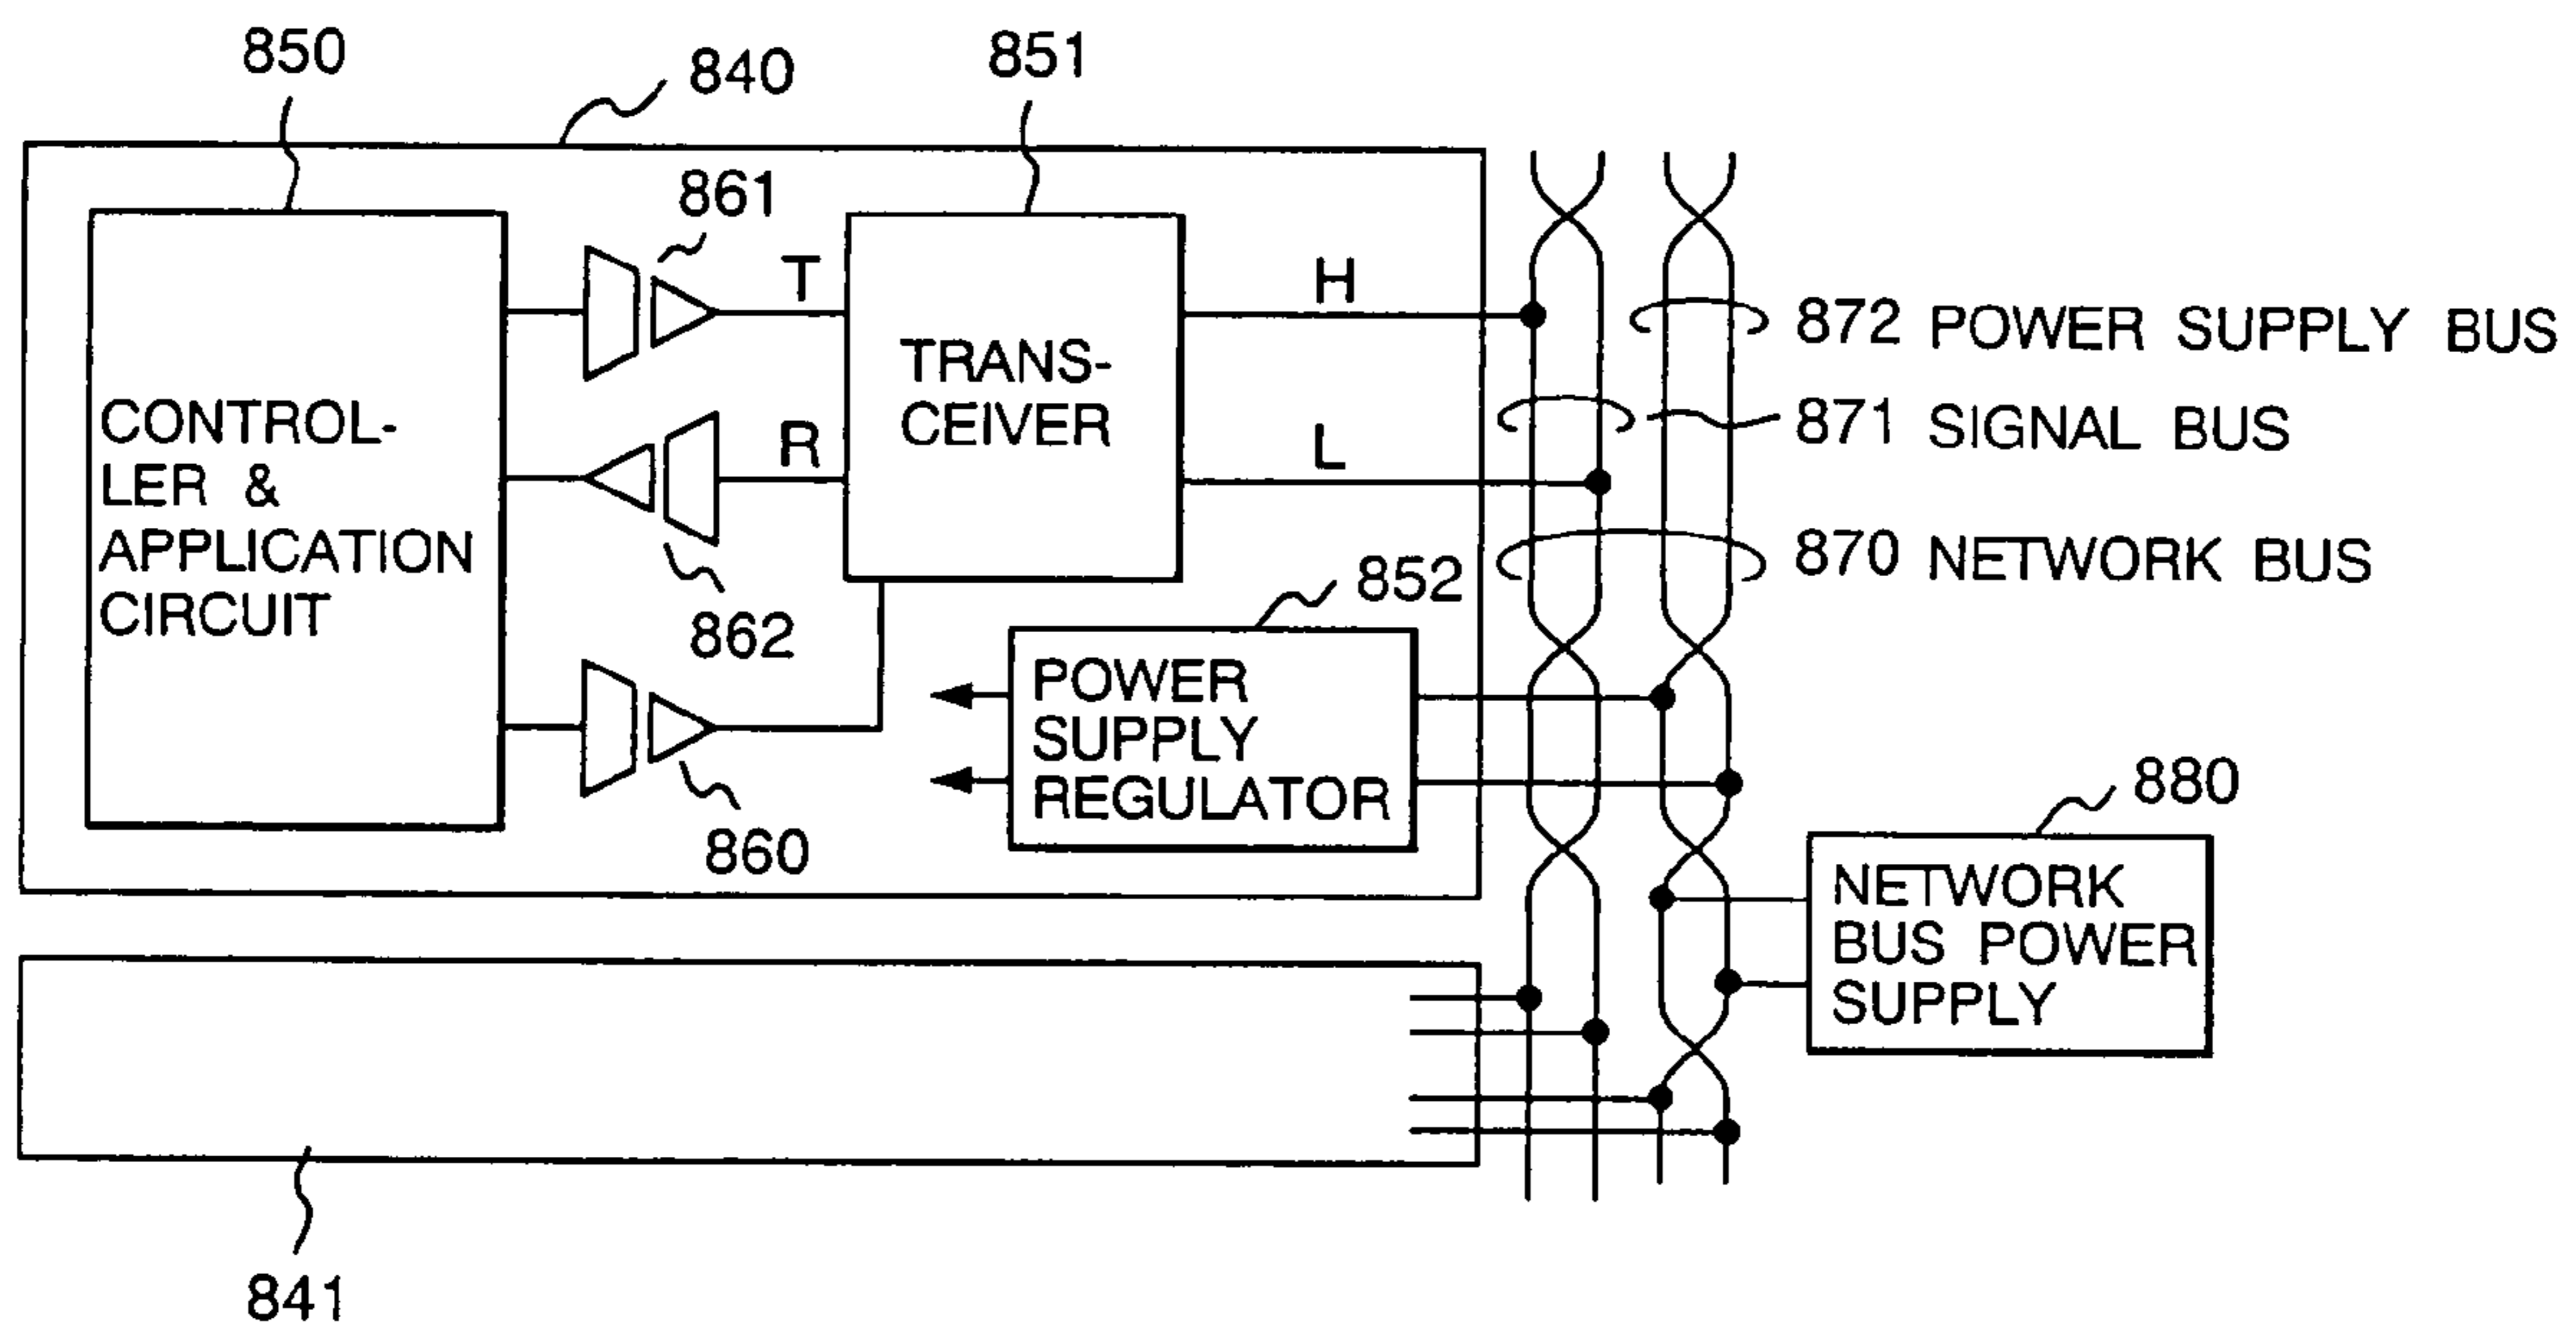 850
840
851
861
T
H
872 POWER SUPPLY BUS
TRANS-
CEIVER
871 SIGNAL BUS
CONTROL-
LER &
APPLICATION
CIRCUIT
R
L
870 NETWORK BUS
852
862
POWER
SUPPLY
REGULATOR
860
880
NETWORK
BUS POWER
SUPPLY
841